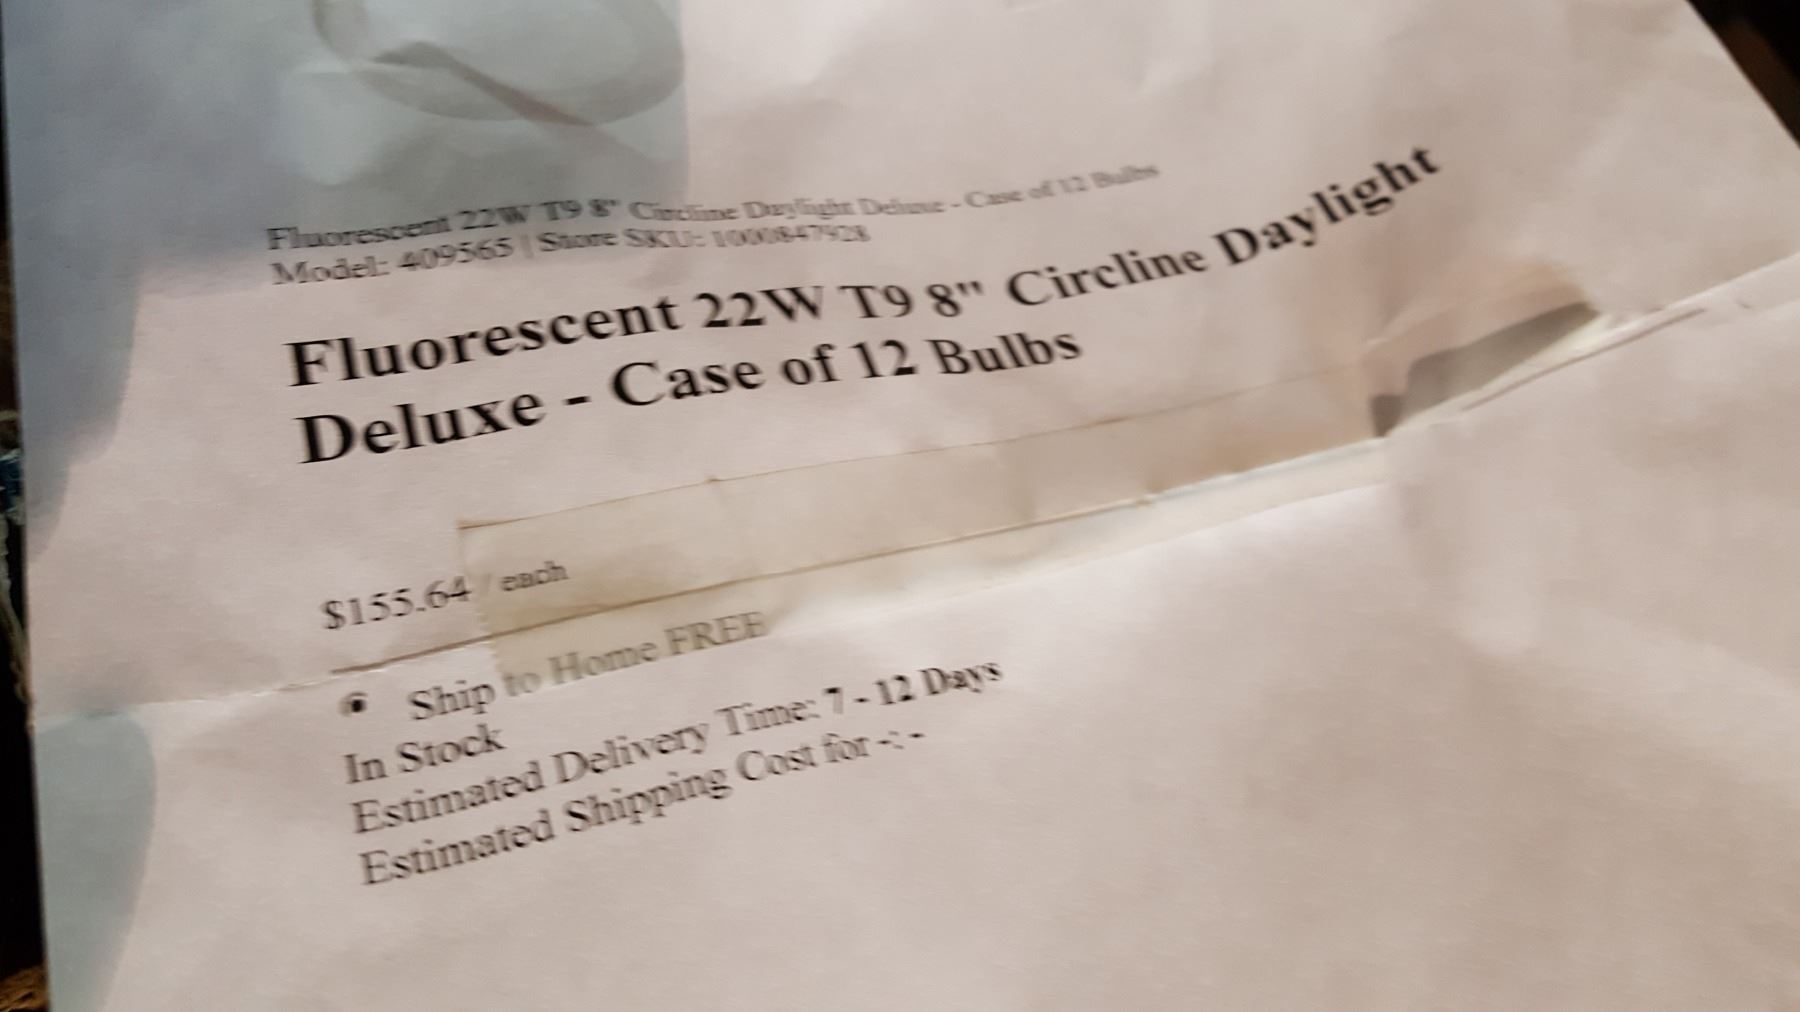 Fluorescent 22W T9 8" Circline Daylight Deluxe - Case of 12 Bulbs
Model: 409565 | Store SKU: 1000847928
Fluorescent 22W T9 8" Circline Daylight
Deluxe - Case of 12 Bulbs
$155.64 / each
Ship to Home FREE
In Stock
Estimated Delivery Time: 7 - 12 Days
Estimated Shipping Cost for -: -